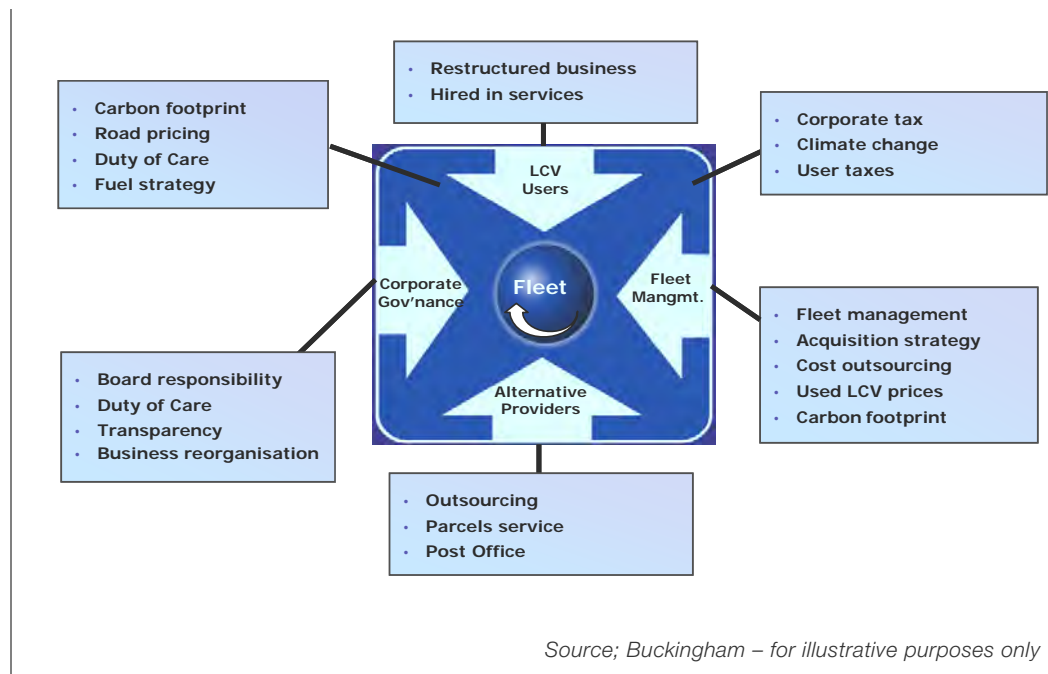 • Restructured business
• Hired in services
• Carbon footprint
• Road pricing
• Duty of Care
• Fuel strategy
• Corporate tax
• Climate change
• User taxes
LCV
Users
Corporate
Gov'nance
Fleet
Fleet
Mangmt.
Alternative
Providers
• Fleet management
• Acquisition strategy
• Cost outsourcing
• Used LCV prices
• Carbon footprint
• Board responsibility
• Duty of Care
• Transparency
• Business reorganisation
• Outsourcing
• Parcels service
• Post Office
Source; Buckingham – for illustrative purposes only